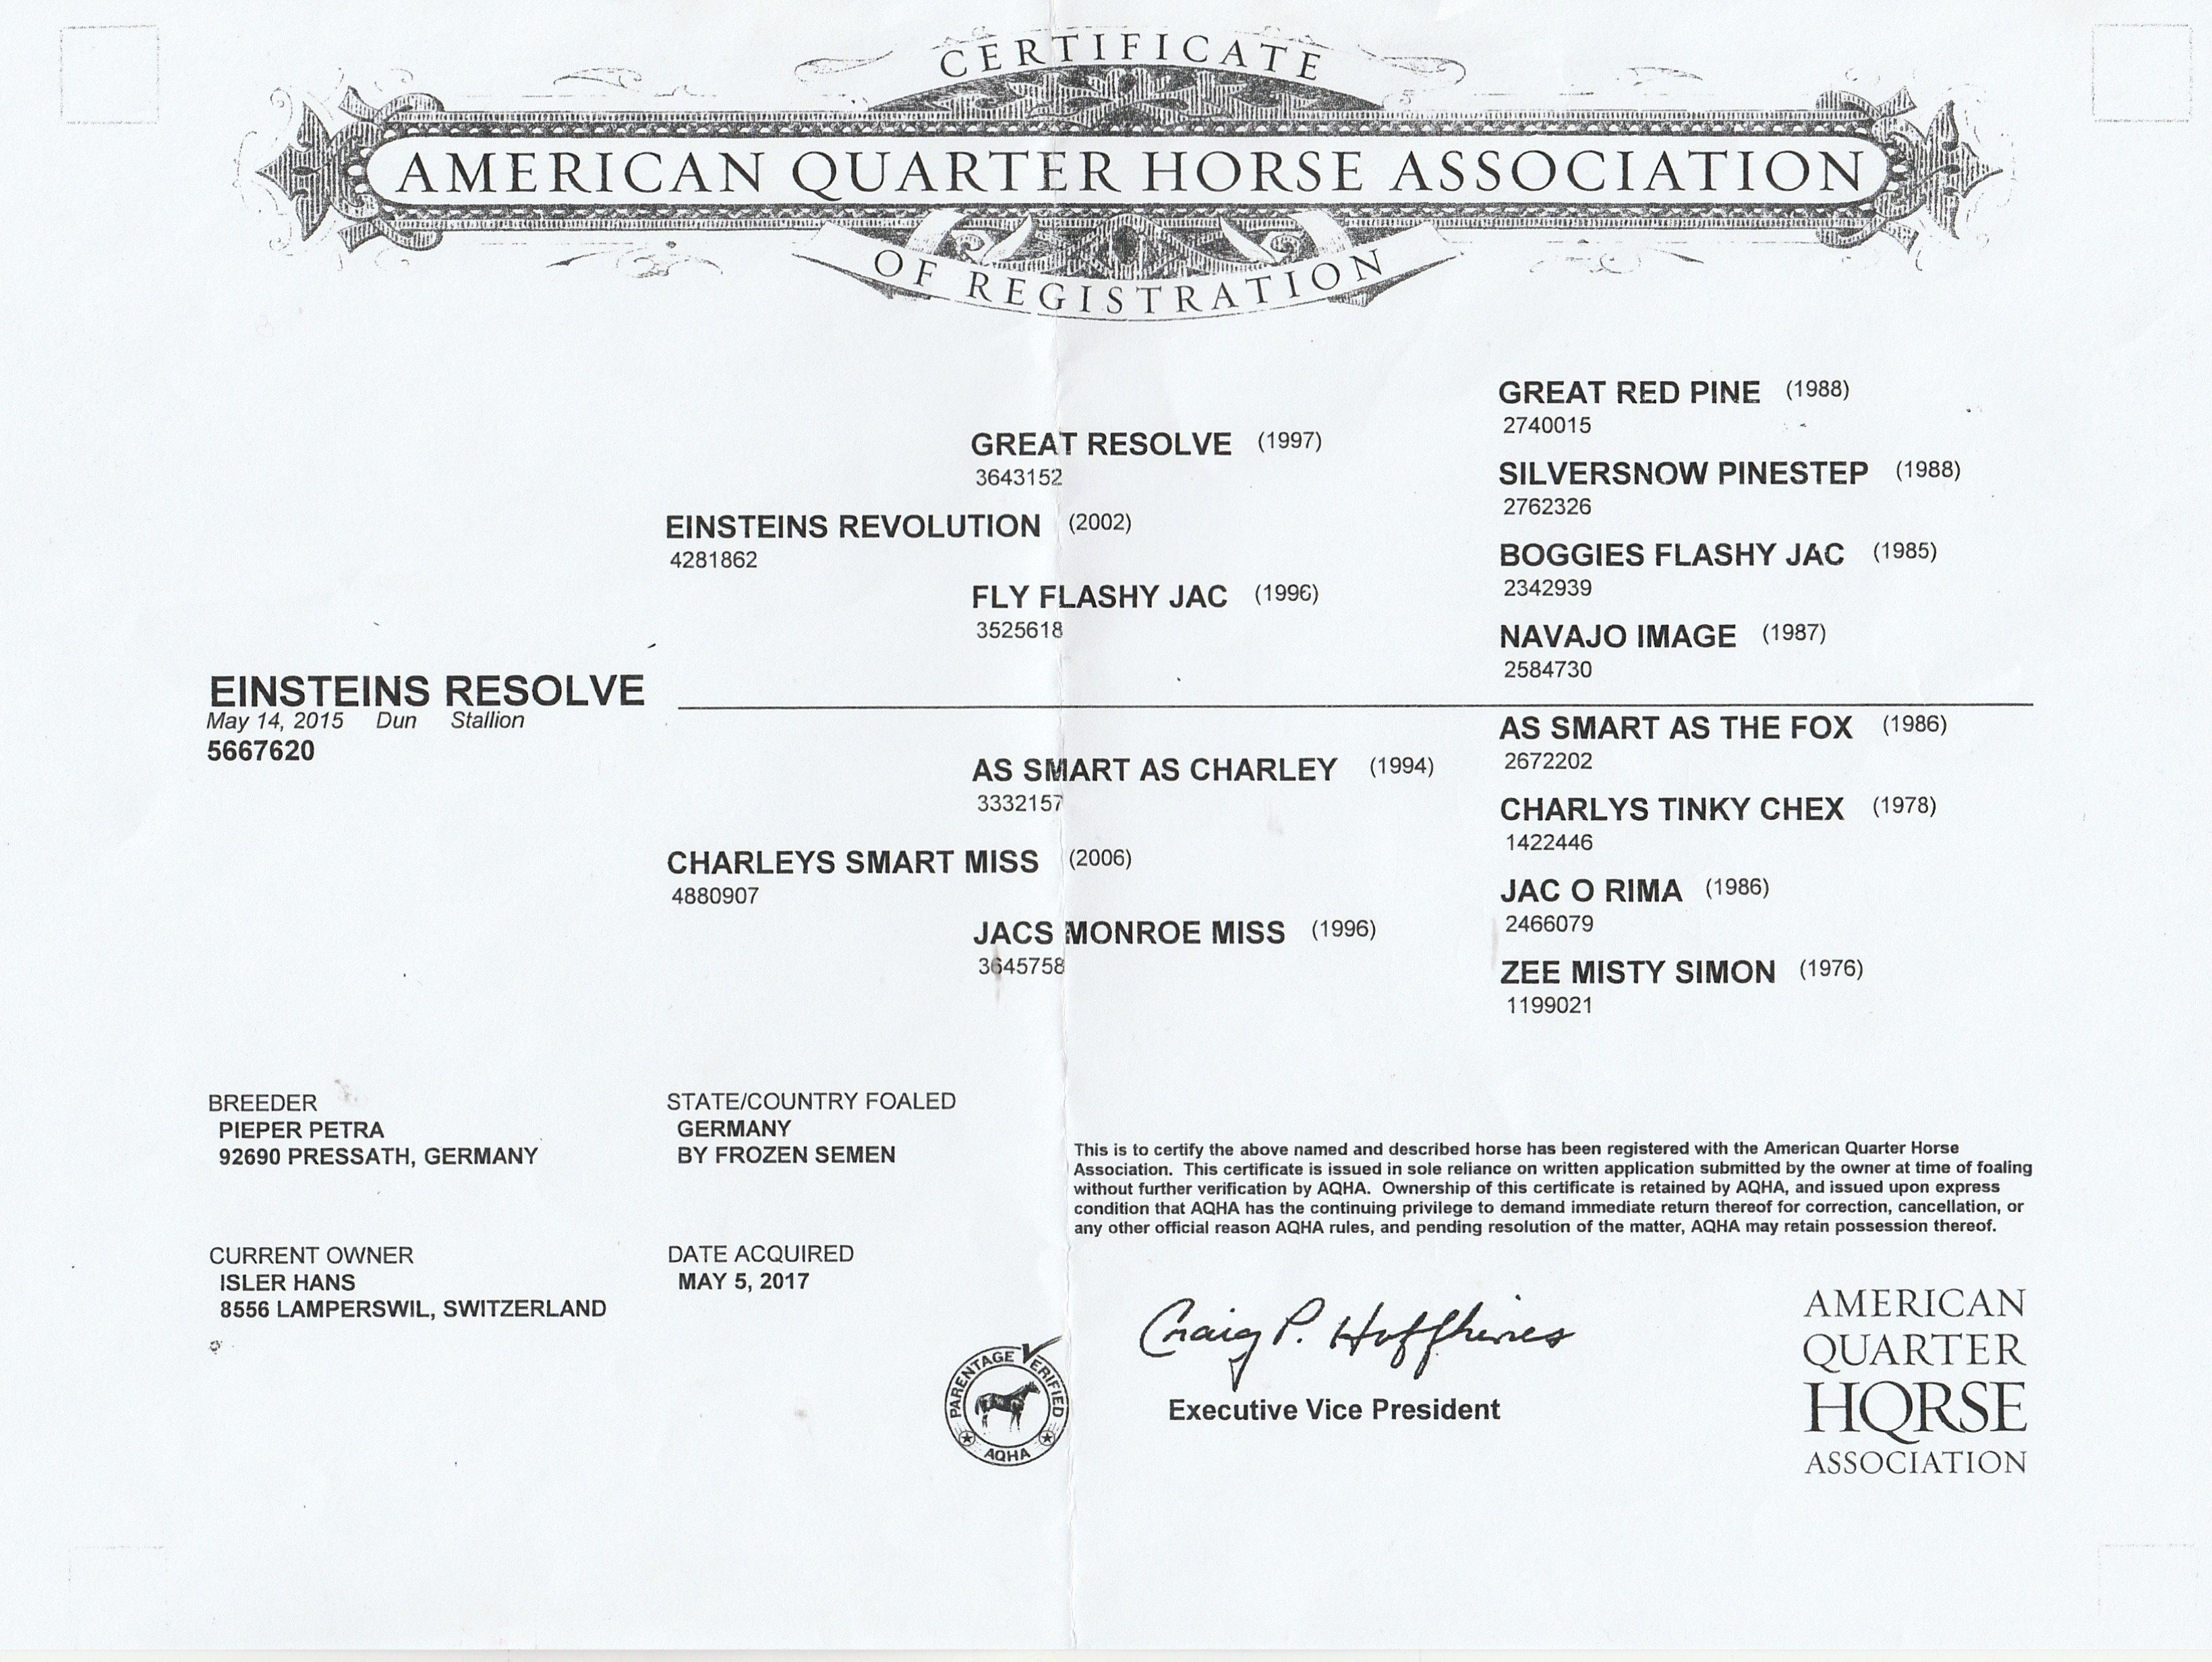 CERTIFICATE
AMERICAN QUARTER HORSE ASSOCIATION
OF REGISTRATION
GREAT RED PINE (1988)
2740015
GREAT RESOLVE (1997)
3643152
SILVERSNOW PINESTEP (1988)
2762326
EINSTEINS REVOLUTION (2002)
4281862
BOGGIES FLASHY JAC (1985)
2342939
FLY FLASHY JAC (1996)
3525618
NAVAJO IMAGE (1987)
2584730
EINSTEINS RESOLVE
May 14, 2015 Dun Stallion
5667620
AS SMART AS THE FOX (1986)
2672202
AS SMART AS CHARLEY (1994)
3332157
CHARLYS TINKY CHEX (1978)
1422446
CHARLEYS SMART MISS (2006)
4880907
JAC O RIMA (1986)
2466079
JACS MONROE MISS (1996)
3645758
ZEE MISTY SIMON (1976)
1199021
BREEDER
PIEPER PETRA
92690 PRESSATH, GERMANY
STATE/COUNTRY FOALED
GERMANY
BY FROZEN SEMEN
This is to certify the above named and described horse has been registered with the American Quarter Horse
Association. This certificate is issued in sole reliance on written application submitted by the owner at time of foaling
without further verification by AQHA. Ownership of this certificate is retained by AQHA, and issued upon express
condition that AQHA has the continuing privilege to demand immediate return thereof for correction, cancellation, or
any other official reason AQHA rules, and pending resolution of the matter, AQHA may retain possession thereof.
CURRENT OWNER
ISLER HANS
8556 LAMPERSWIL, SWITZERLAND
DATE ACQUIRED
MAY 5, 2017
PARENTAGE VERIFIED
AQHA
Craig P. Huffhines
Executive Vice President
AMERICAN
QUARTER
HORSE
ASSOCIATION